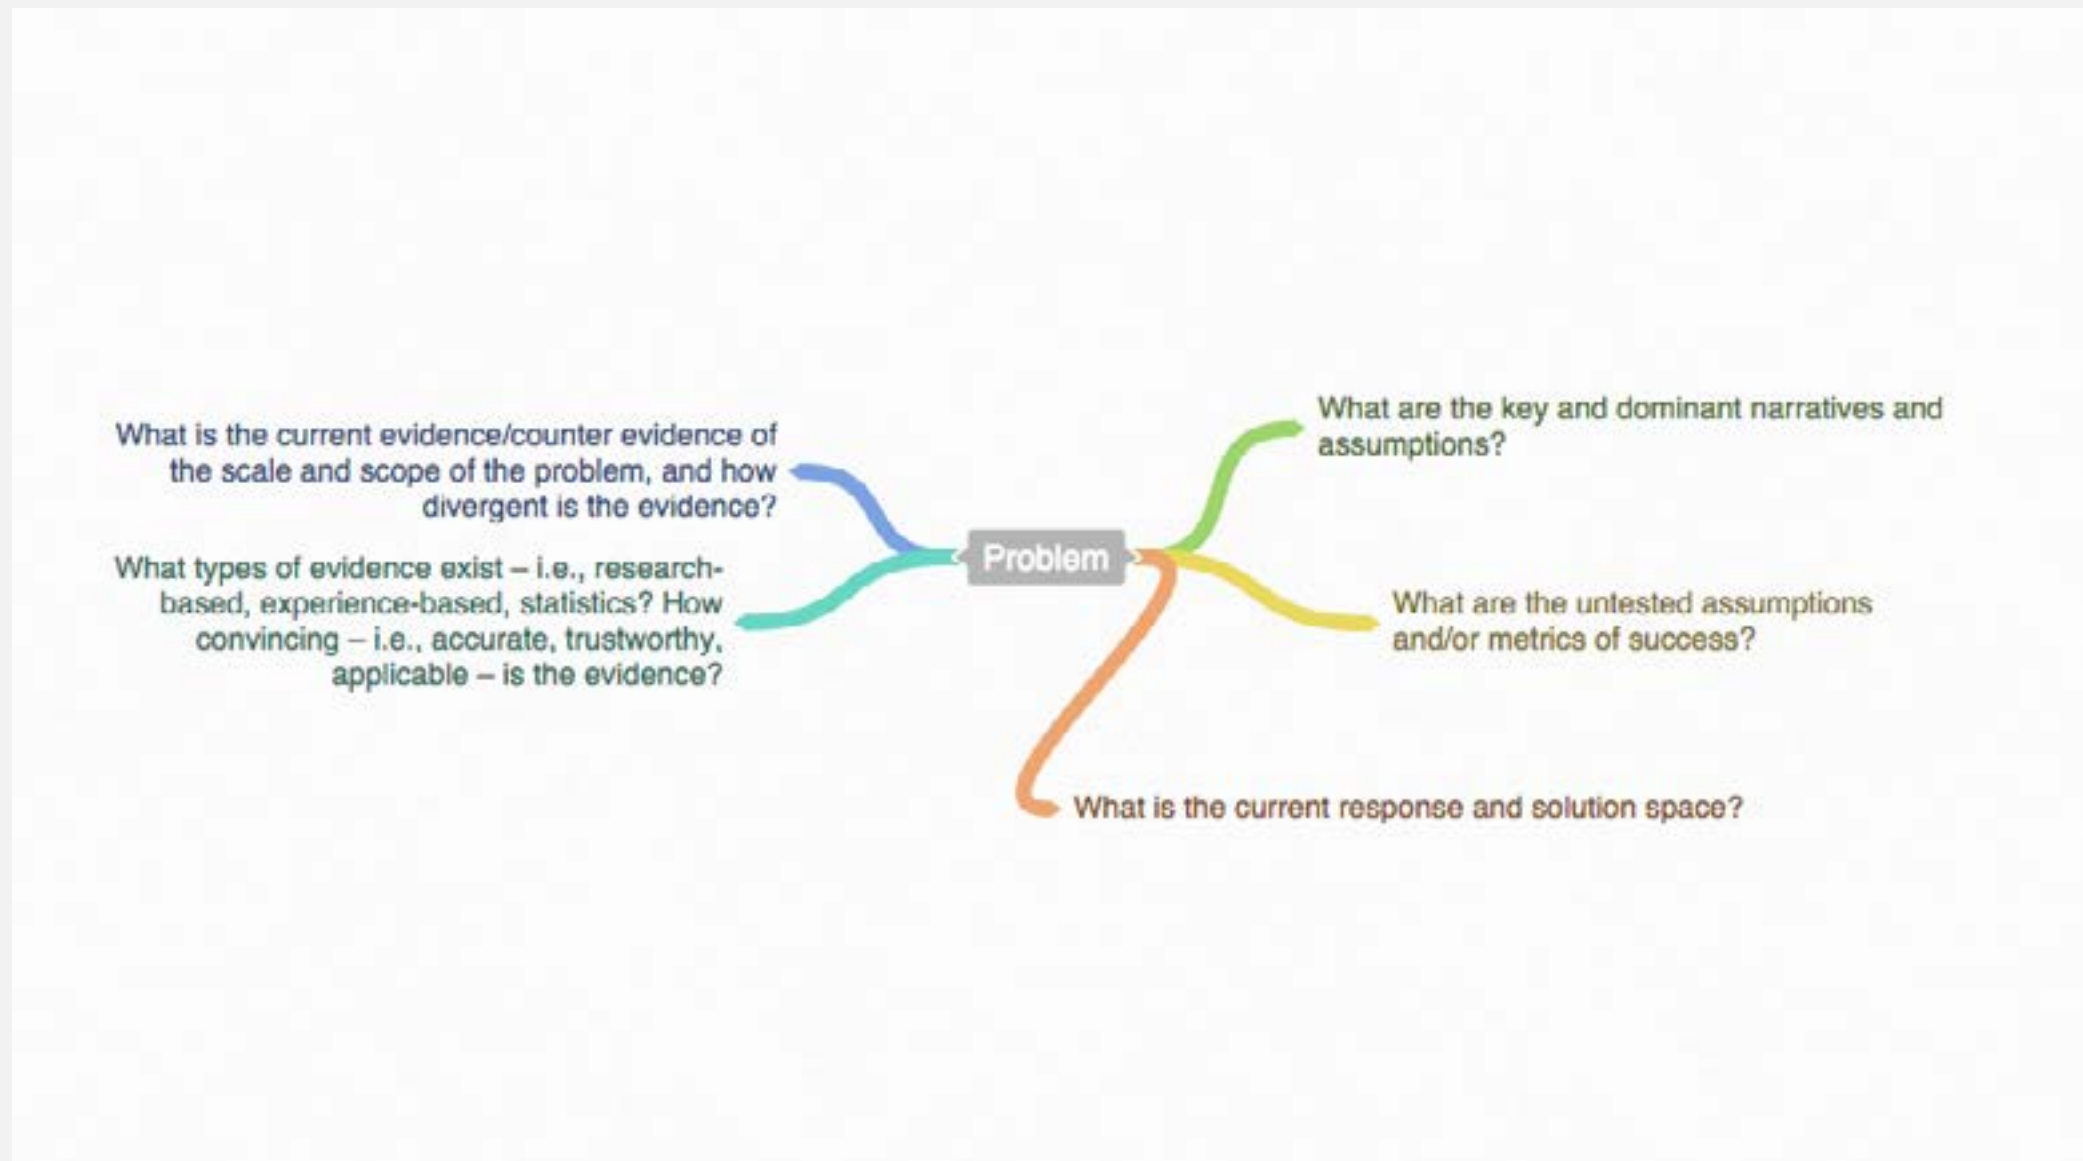 What is the current evidence/counter evidence of
the scale and scope of the problem, and how
divergent is the evidence?
What types of evidence exist – i.e., research-
based, experience-based, statistics? How
convincing – i.e., accurate, trustworthy,
applicable – is the evidence?
Problem
What are the key and dominant narratives and
assumptions?
What are the untested assumptions
and/or metrics of success?
What is the current response and solution space?